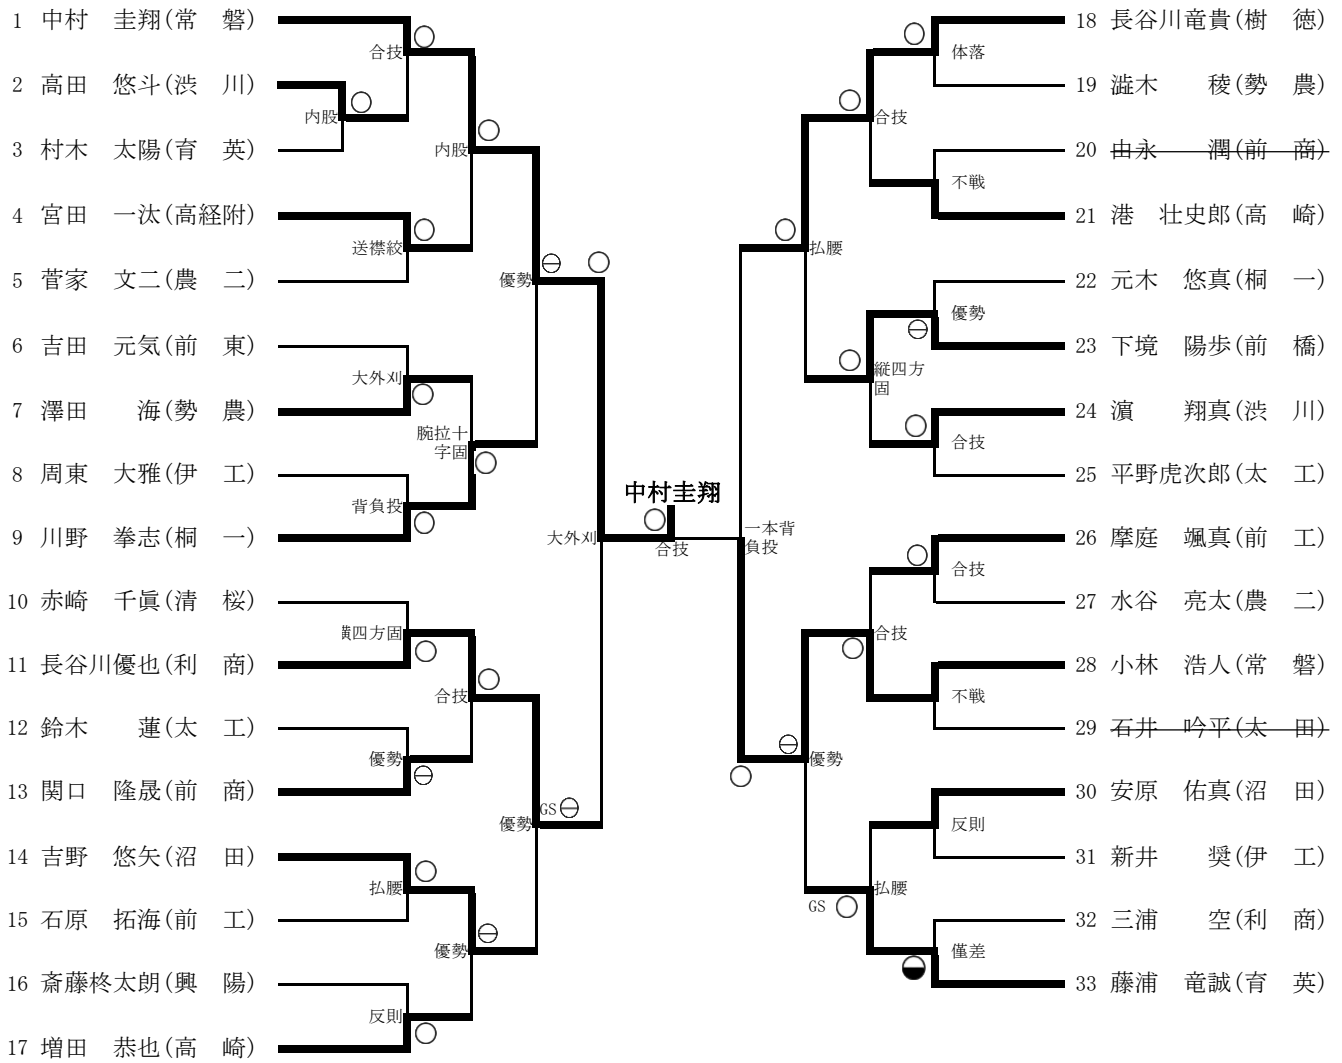 1 中村　圭翔(常　磐)
合技
2 高田　悠斗(渋　川)
内股
3 村木　太陽(育　英)
内股
4 宮田　一汰(高経附)
送襟絞
5 菅家　文二(農　二)
優勢
6 吉田　元気(前　東)
大外刈
7 澤田　　海(勢　農)
腕拉十
字固
8 周東　大雅(伊　工)
背負投
9 川野　拳志(桐　一)
大外刈
10 赤崎　千眞(清　桜)
横四方固
11 長谷川優也(利　商)
合技
12 鈴木　　蓮(太　工)
優勢
13 関口　隆晟(前　商)
GS
優勢
14 吉野　悠矢(沼　田)
払腰
15 石原　拓海(前　工)
優勢
16 斎藤柊太朗(興　陽)
反則
17 増田　恭也(高　崎)
中村圭翔
合技
一本背
負投
18 長谷川竜貴(樹　徳)
体落
19 澁木　　稜(勢　農)
合技
20 由永　　潤(前　商)
不戦
21 港　壮史郎(高　崎)
払腰
22 元木　悠真(桐　一)
優勢
23 下境　陽歩(前　橋)
縦四方
固
24 濵　　翔真(渋　川)
合技
25 平野虎次郎(太　工)
26 摩庭　颯真(前　工)
合技
27 水谷　亮太(農　二)
合技
28 小林　浩人(常　磐)
不戦
29 石井　吟平(太　田)
優勢
30 安原　佑真(沼　田)
反則
31 新井　　奨(伊　工)
払腰
GS
32 三浦　　空(利　商)
僅差
33 藤浦　竜誠(育　英)